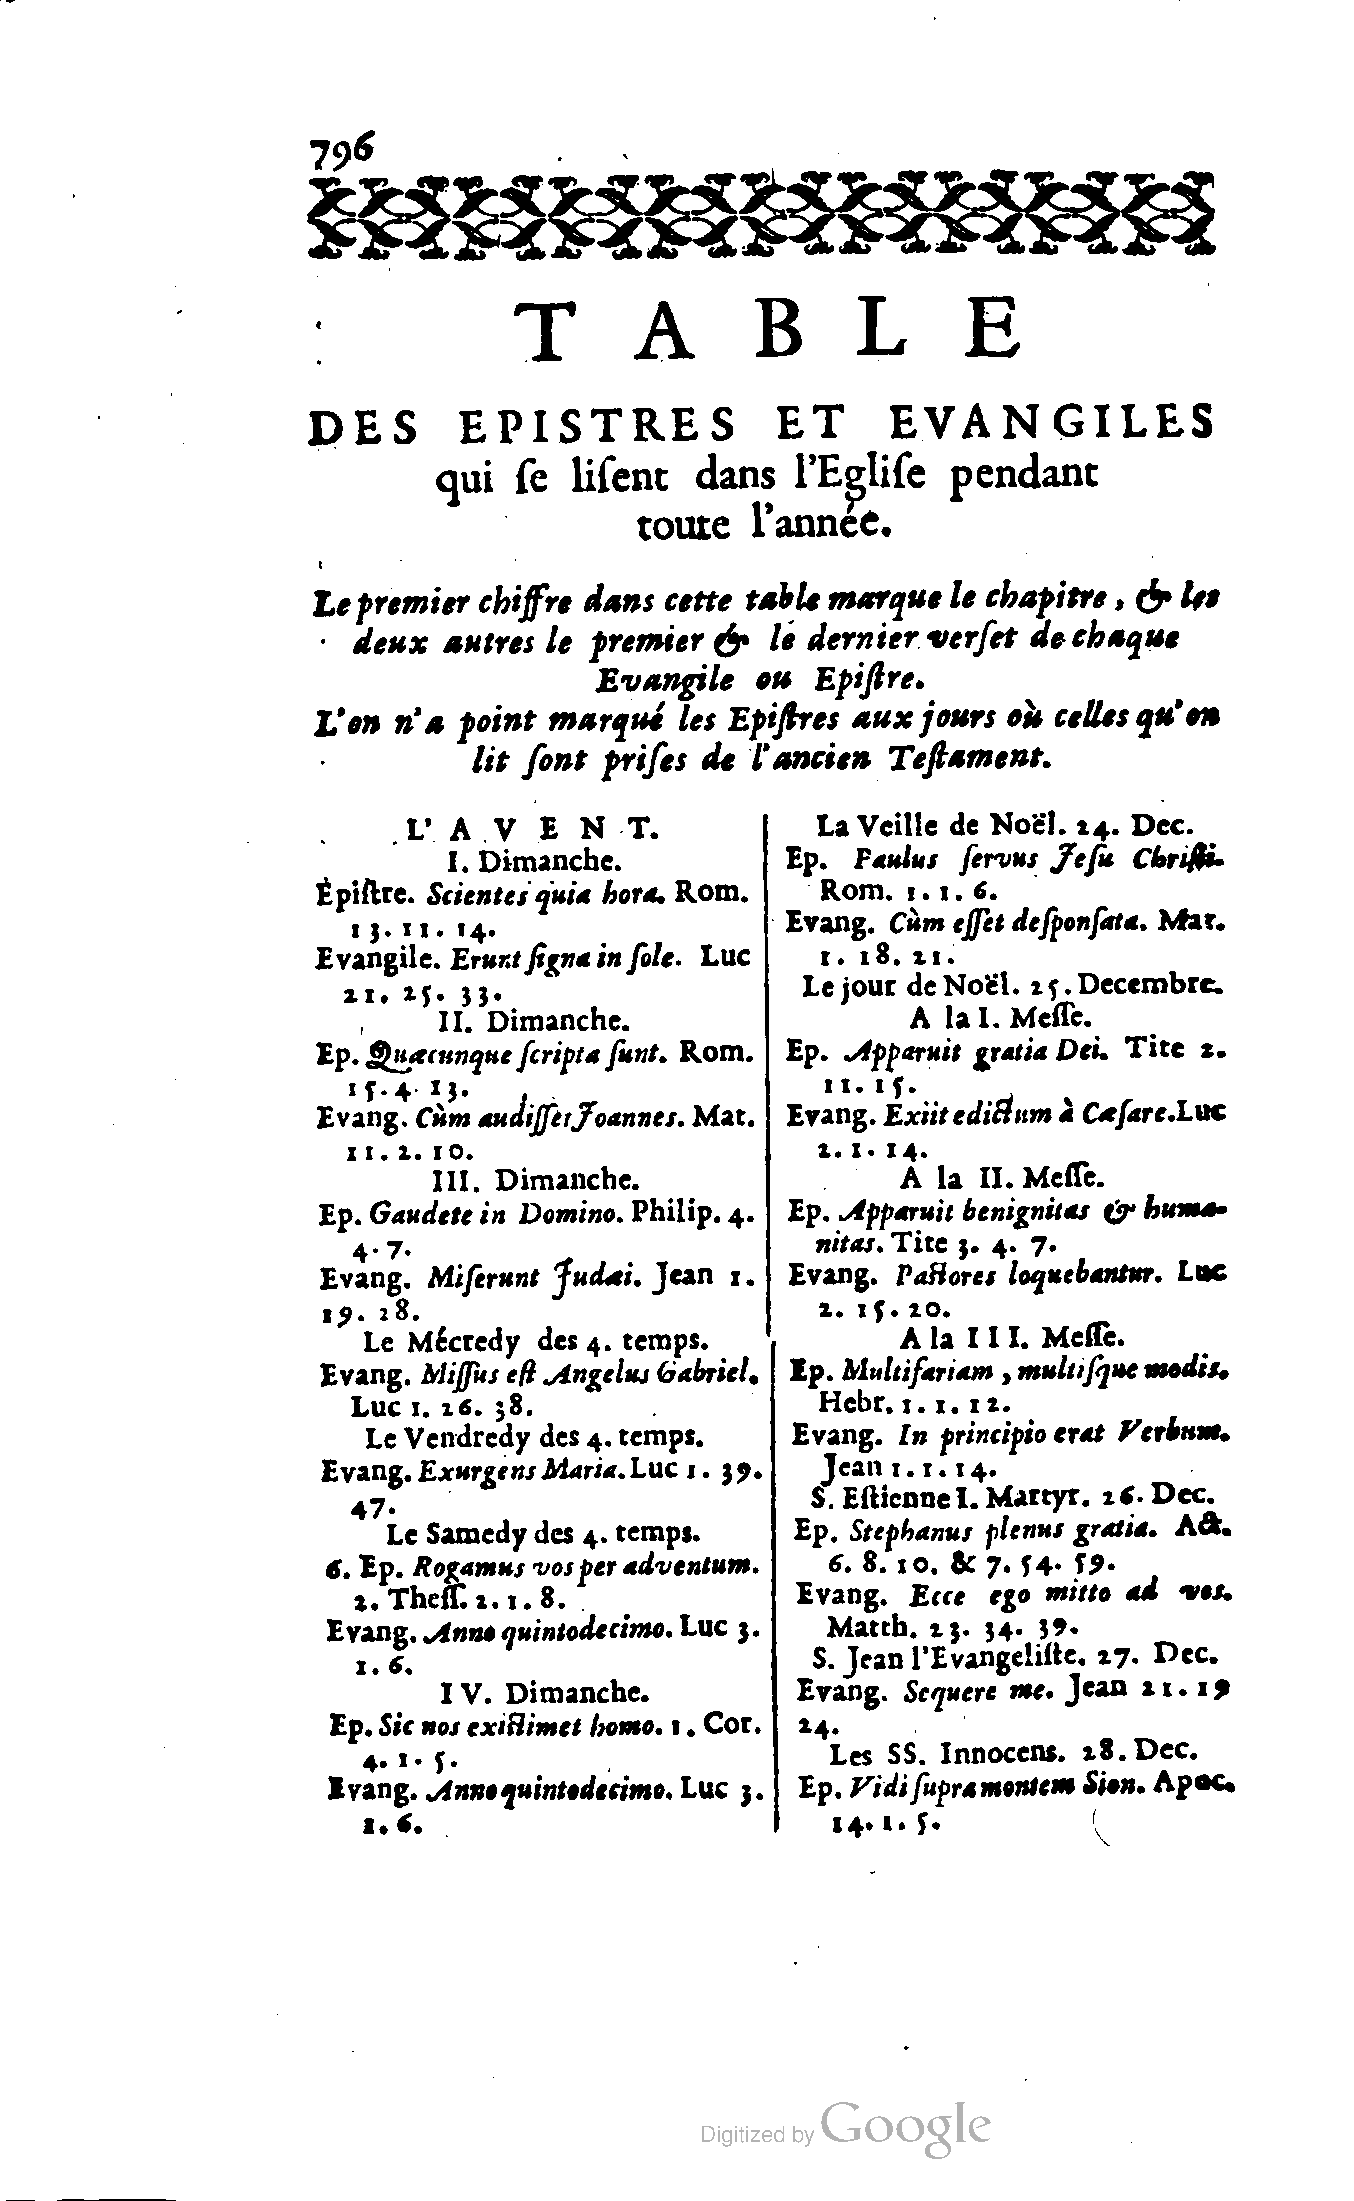 796
T A B L E
DES EPISTRES ET EVANGILES
qui ſe liſent dans l'Egliſe pendant
toute l'année.
Le premier chiffre dans cette table marque le chapitre, & les
deux autres le premier & le dernier verſet de chaque
Evangile ou Epiſtre.
L'on n'a point marqué les Epiſtres aux jours où celles qu'on
lit ſont priſes de l'ancien Teſtament.
L' A V E N T.
I. Dimanche.
Epiſtre. Scientes quia hora. Rom.
13. 11. 14.
Evangile. Erunt ſigna in ſole. Luc
21. 25. 33.
II. Dimanche.
Ep. Quæcunque ſcripta ſunt. Rom.
15. 4. 13.
Evang. Cùm audiſſet Joannes. Mat.
11. 2. 10.
III. Dimanche.
Ep. Gaudete in Domino. Philip. 4.
4. 7.
Evang. Miſerunt Judæi. Jean 1.
19. 28.
Le Mécredy des 4. temps.
Evang. Miſſus eſt Angelus Gabriel.
Luc 1. 26. 38.
Le Vendredy des 4. temps.
Evang. Exurgens Maria. Luc 1. 39.
47.
Le Samedy des 4. temps.
6. Ep. Rogamus vos per adventum.
2. Theſſ. 2. 1. 8.
Evang. Anno quintodecimo. Luc 3.
1. 6.
IV. Dimanche.
Ep. Sic nos exiſtimet homo. 1. Cor.
4. 1. 5.
Evang. Anno quintodecimo. Luc 3.
1. 6.
La Veille de Noël. 24. Dec.
Ep. Paulus ſervus Jeſu Chriſti.
Rom. 1. 1. 6.
Evang. Cùm eſſet deſponſata. Mat.
1. 18. 21.
Le jour de Noël. 25. Decembre.
A la I. Meſſe.
Ep. Apparuit gratia Dei. Tite 2.
11. 15.
Evang. Exiit edictum à Cæſare. Luc
2. 1. 14.
A la II. Meſſe.
Ep. Apparuit benignitas & huma-
nitas. Tite 3. 4. 7.
Evang. Paſtores loquebantur. Luc
2. 15. 20.
A la III. Meſſe.
Ep. Multifariam, multiſque modis.
Hebr. 1. 1. 12.
Evang. In principio erat Verbum.
Jean 1. 1. 14.
S. Eſtienne I. Martyr. 26. Dec.
Ep. Stephanus plenus gratia. Act.
6. 8. 10. & 7. 54. 59.
Evang. Ecce ego mitto ad vos.
Matth. 23. 34. 39.
S. Jean l'Evangeliſte. 27. Dec.
Evang. Sequere me. Jean 21. 19
24.
Les SS. Innocens. 28. Dec.
Ep. Vidi ſupra montem Sion. Apoc.
14. 1. 5.
Digitized by Google